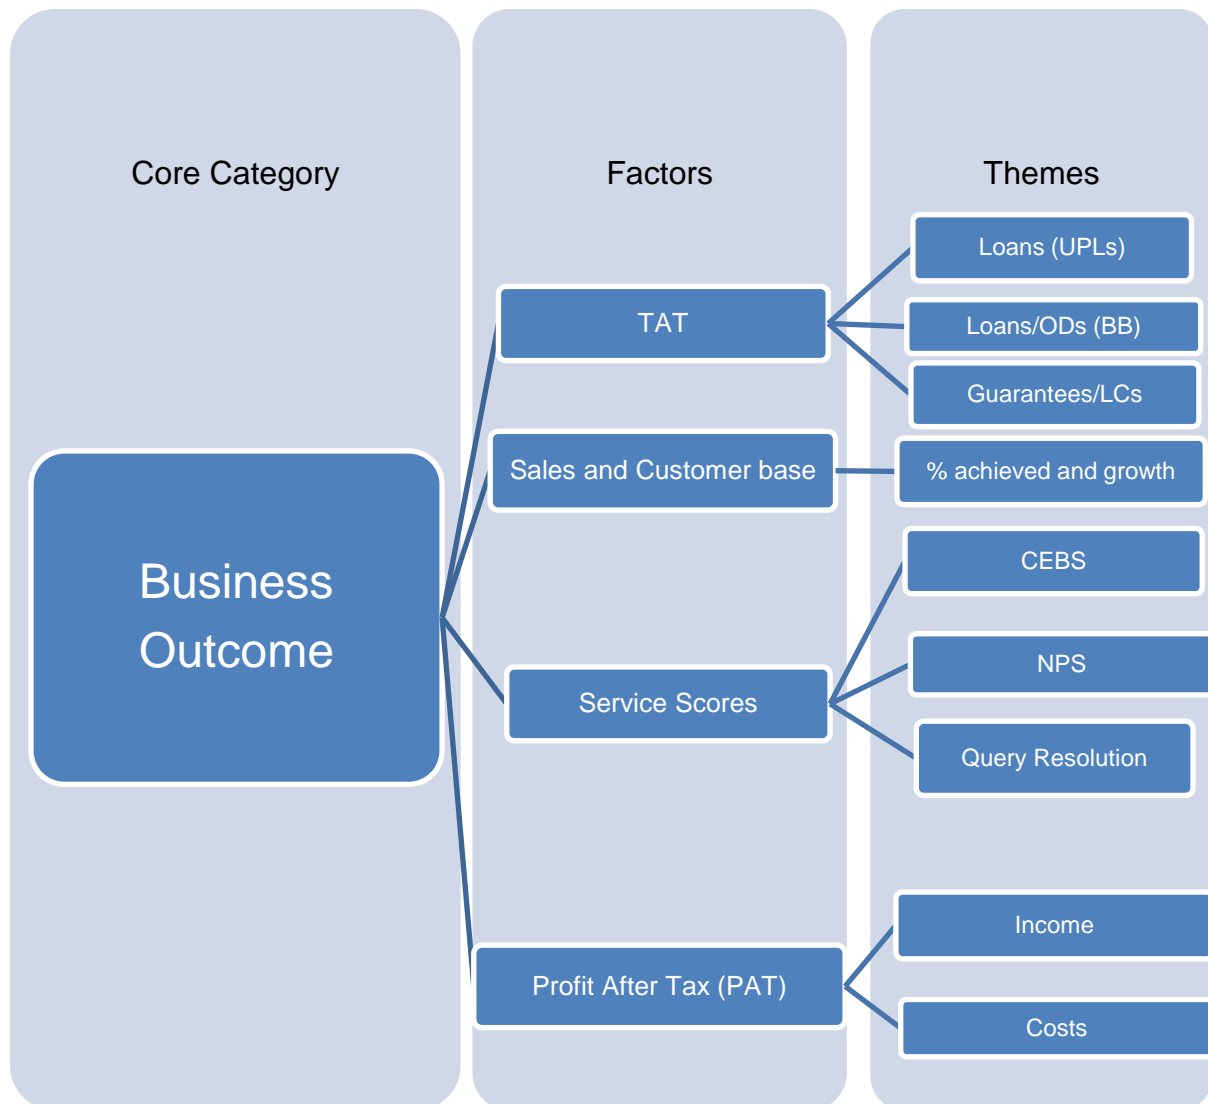 Core Category
Factors
Themes
Loans (UPLs)
TAT
Loans/ODs (BB)
Guarantees/LCs
Sales and Customer base
% achieved and growth
CEBS
Business
Outcome
NPS
Service Scores
Query Resolution
Income
Profit After Tax (PAT)
Costs